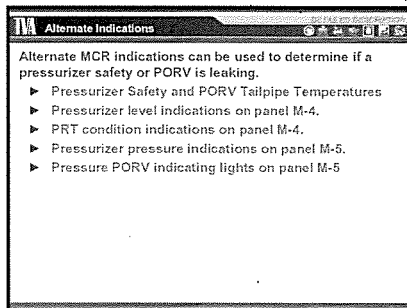 TVA Alternate Indications
DETAILED DESCRIPTION
Alternate MCR indications can be used to determine if a
pressurizer safety or PORV is leaking.
► Pressurizer Safety and PORV Tailpipe Temperatures
► Pressurizer level indications on panel M-4.
► PRT condition indications on panel M-4.
► Pressurizer pressure indications on panel M-5.
► Pressure PORV indicating lights on panel M-5